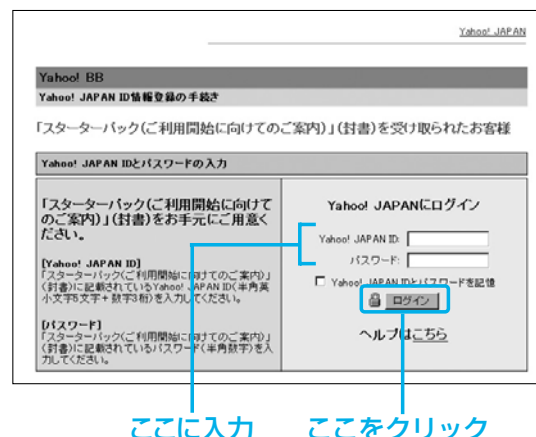 Yahoo! JAPAN
Yahoo! BB
Yahoo! JAPAN ID情報登録の手続き
「スターターパック(ご利用開始に向けてのご案内)」(封書)を受け取られたお客様
Yahoo! JAPAN IDとパスワードの入力
「スターターパック(ご利用開始に向けて
のご案内)」(封書)をお手元にご用意く
ださい。
[Yahoo! JAPAN ID]
「スターターパック(ご利用開始に向けてのご案内)」
(封書)に記載されているYahoo! JAPAN ID(半角英
小文字5文字+数字3桁)を入力してください。
[パスワード]
「スターターパック(ご利用開始に向けてのご案内)」
(封書)に記載されているパスワード(半角数字)を入
力してください。
Yahoo! JAPANにログイン
Yahoo! JAPAN ID:
パスワード:
Yahoo! JAPAN IDとパスワードを記憶
ログイン
ヘルプはこちら
ここに入力
ここをクリック